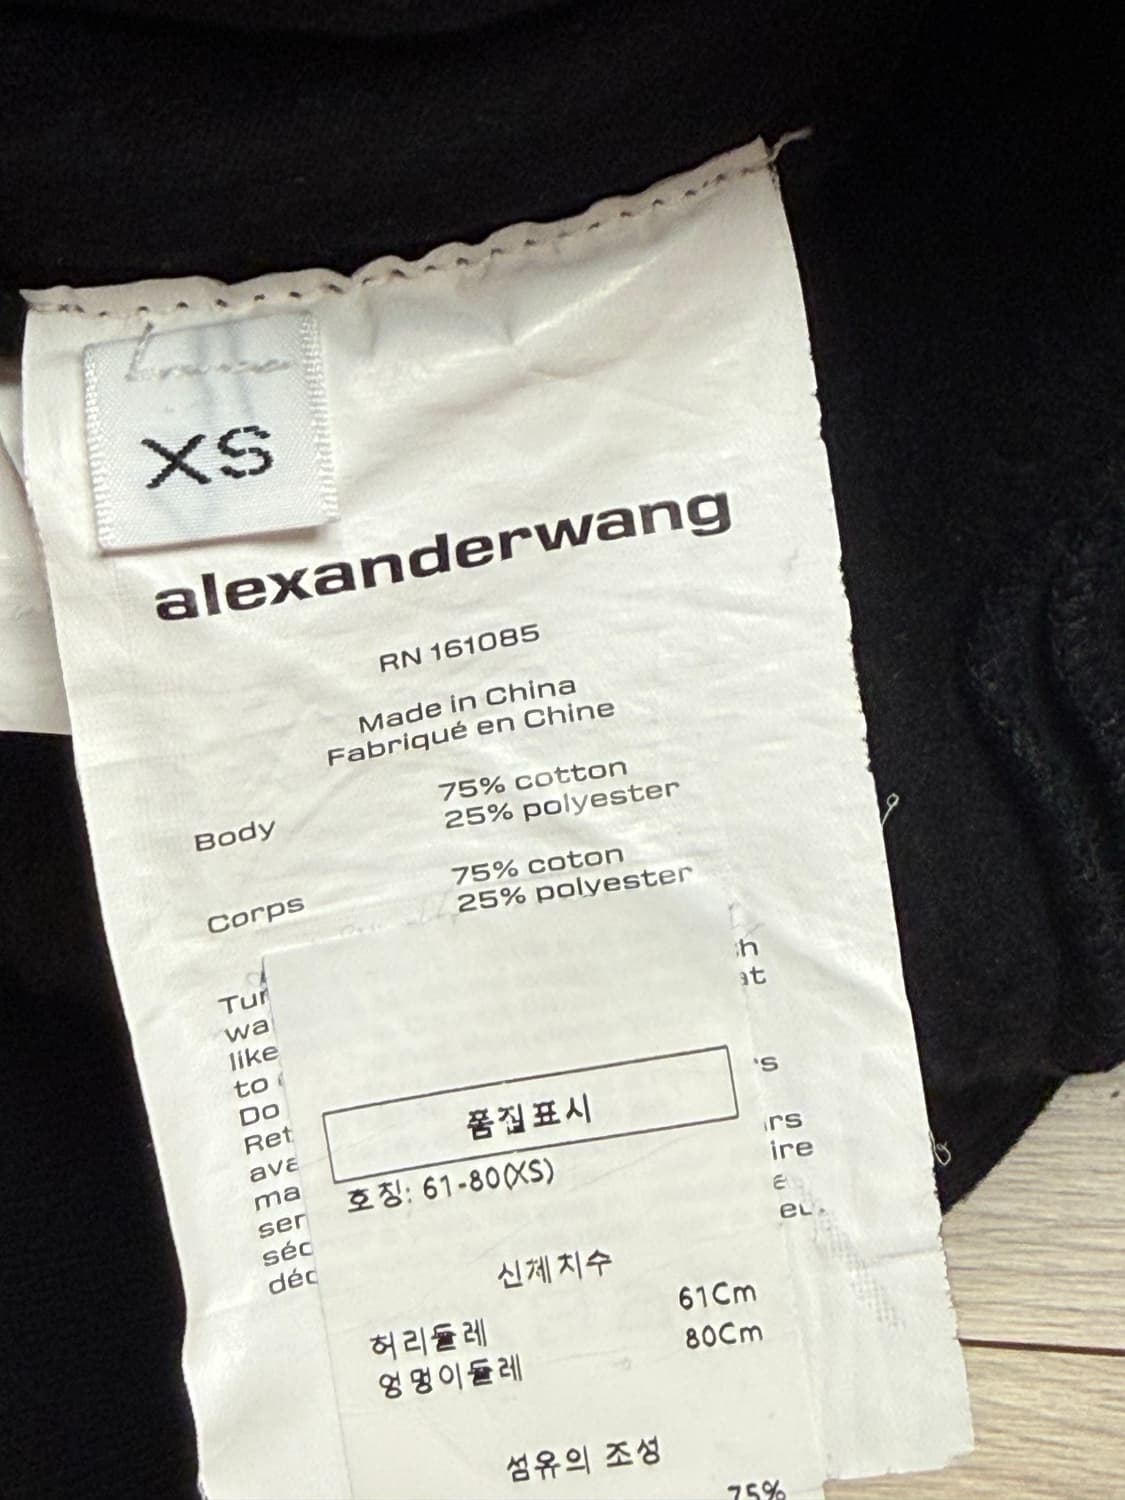 XS
alexanderwang
RN 161085
Made in China
Fabriqué en Chine
75% cotton
Body 25% polyester
75% coton
Corps 25% polyester
품질표시
호칭: 61-80(XS)
신체치수
허리둘레 61Cm
엉덩이둘레 80Cm
섬유의 조성
75%